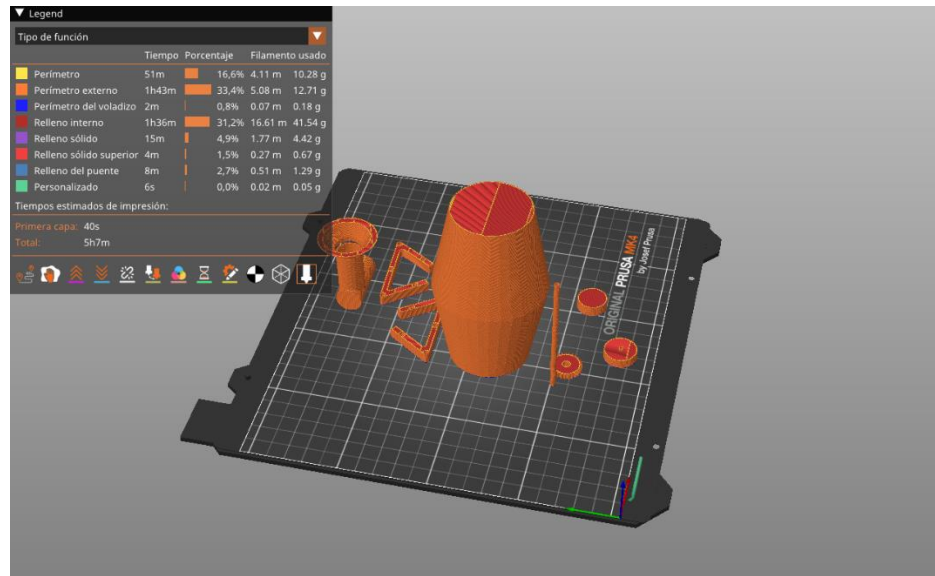 Legend
Tipo de función
Tiempo Porcentaje Filamento usado
Perímetro 51m 16,6% 4.11 m 10.28 g
Perímetro externo 1h43m 33,4% 5.08 m 12.71 g
Perímetro del voladizo 2m 0,8% 0.07 m 0.18 g
Relleno interno 1h36m 31,2% 16.61 m 41.54 g
Relleno sólido 15m 4,9% 1.77 m 4.42 g
Relleno sólido superior 4m 1,5% 0.27 m 0.67 g
Relleno del puente 8m 2,7% 0.51 m 1.29 g
Personalizado 6s 0,0% 0.02 m 0.05 g
Tiempos estimados de impresión:
Primera capa: 40s
Total: 5h7m
ORIGINAL PRUSA MK4
by Josef Prusa